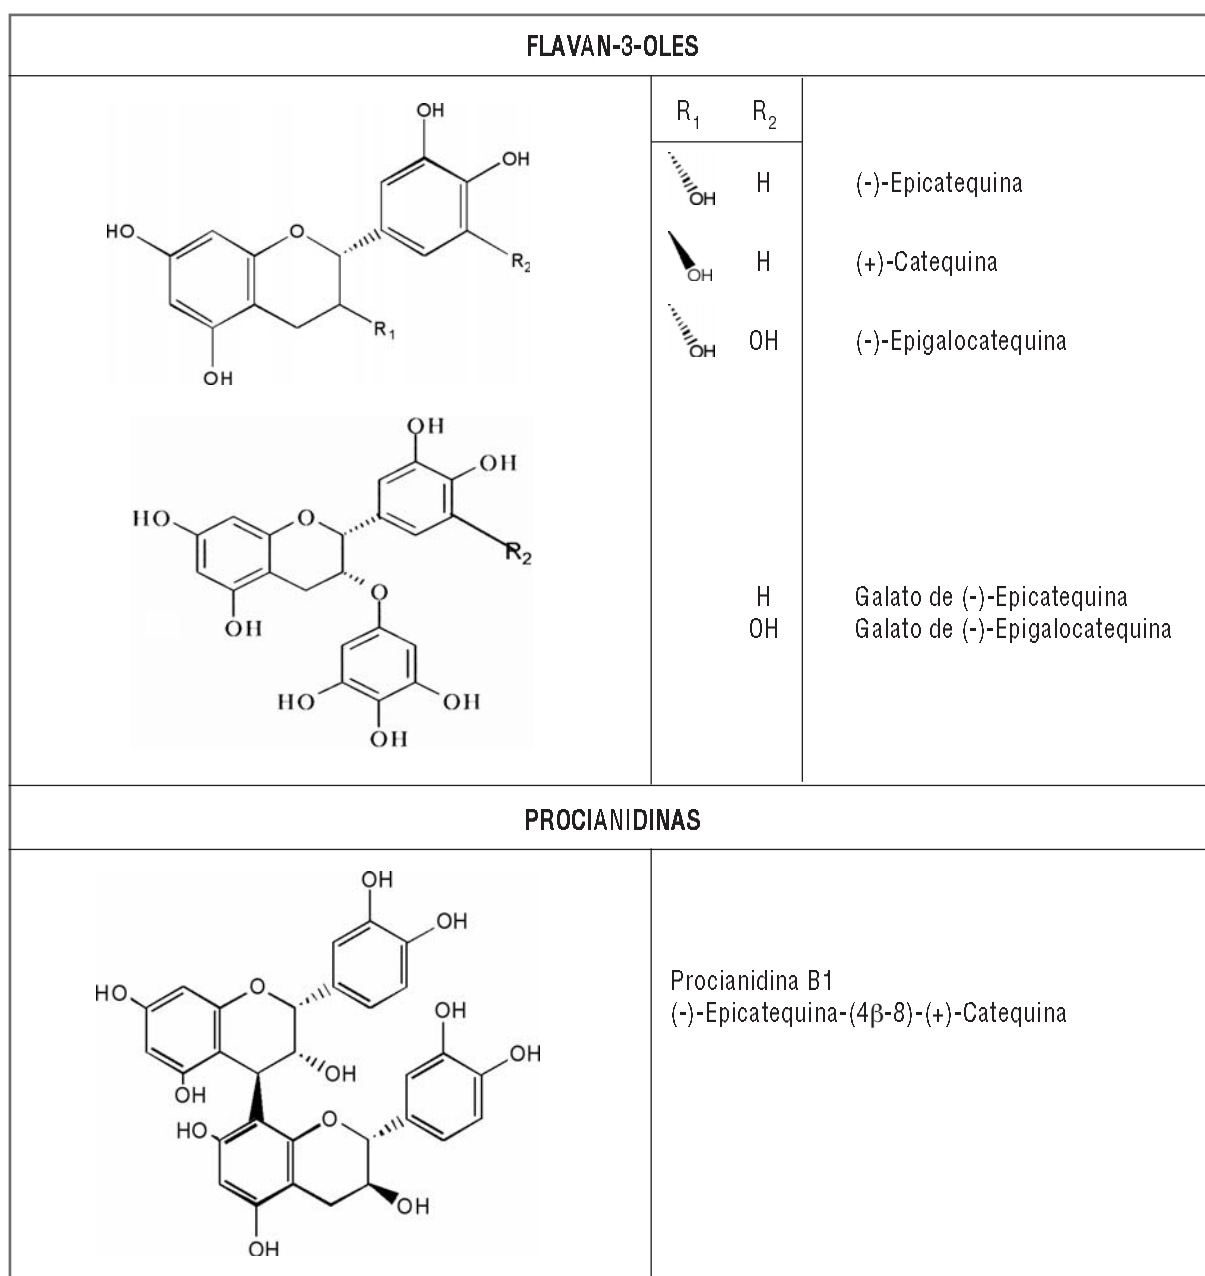 FLAVAN-3-OLES
R1 R2
OH
OH
HO
O
R2
R1
OH
OH H (-)-Epicatequina
OH H (+)-Catequina
OH OH (-)-Epigalocatequina
OH
OH
HO
O
R2
O
OH
HO
OH
OH
H Galato de (-)-Epicatequina
OH Galato de (-)-Epigalocatequina
PROCIANIDINAS
OH
OH
HO
O
OH
OH
OH
OH
HO
O
OH
OH
Procianidina B1
(-)-Epicatequina-(4β-8)-(+)-Catequina